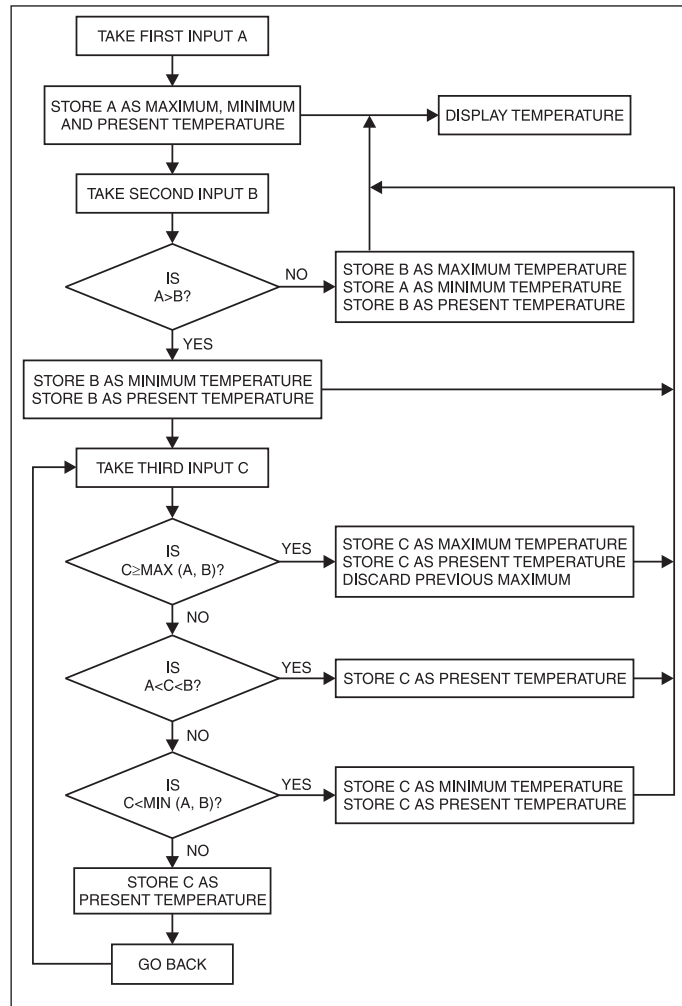 TAKE FIRST INPUT A
STORE A AS MAXIMUM, MINIMUM
AND PRESENT TEMPERATURE
DISPLAY TEMPERATURE
TAKE SECOND INPUT B
IS
A>B?
NO
STORE B AS MAXIMUM TEMPERATURE
STORE A AS MINIMUM TEMPERATURE
STORE B AS PRESENT TEMPERATURE
YES
STORE B AS MINIMUM TEMPERATURE
STORE B AS PRESENT TEMPERATURE
TAKE THIRD INPUT C
IS
C≥MAX (A, B)?
YES
STORE C AS MAXIMUM TEMPERATURE
STORE C AS PRESENT TEMPERATURE
DISCARD PREVIOUS MAXIMUM
NO
IS
A<C<B?
YES
STORE C AS PRESENT TEMPERATURE
NO
IS
C<MIN (A, B)?
YES
STORE C AS MINIMUM TEMPERATURE
STORE C AS PRESENT TEMPERATURE
NO
STORE C AS
PRESENT TEMPERATURE
GO BACK